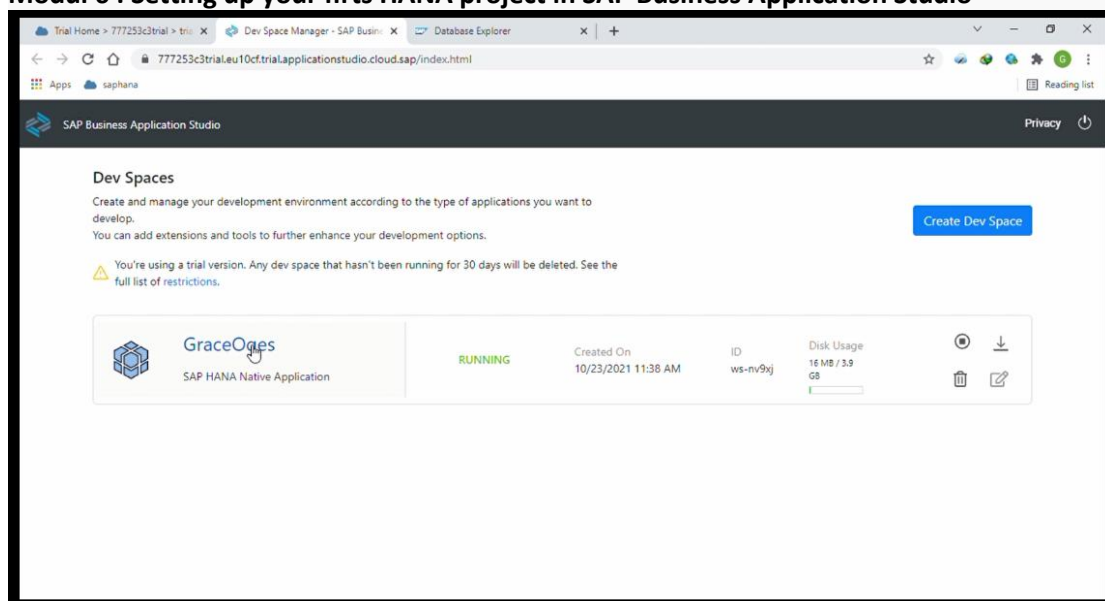 Modul 6 : Setting up your firts HANA project in SAP Business Application Studio
Trial Home > 777253c3trial > tria
Dev Space Manager - SAP Busin
Database Explorer
777253c3trial.eu10cf.trial.applicationstudio.cloud.sap/index.html
Apps
saphana
Reading list
SAP Business Application Studio
Privacy
Dev Spaces
Create and manage your development environment according to the type of applications you want to
develop.
You can add extensions and tools to further enhance your development options.
Create Dev Space
You're using a trial version. Any dev space that hasn't been running for 30 days will be deleted. See the
full list of restrictions.
GraceOges
SAP HANA Native Application
RUNNING
Created On
10/23/2021 11:38 AM
ID
ws-nv9xj
Disk Usage
16 MB / 3.9
GB